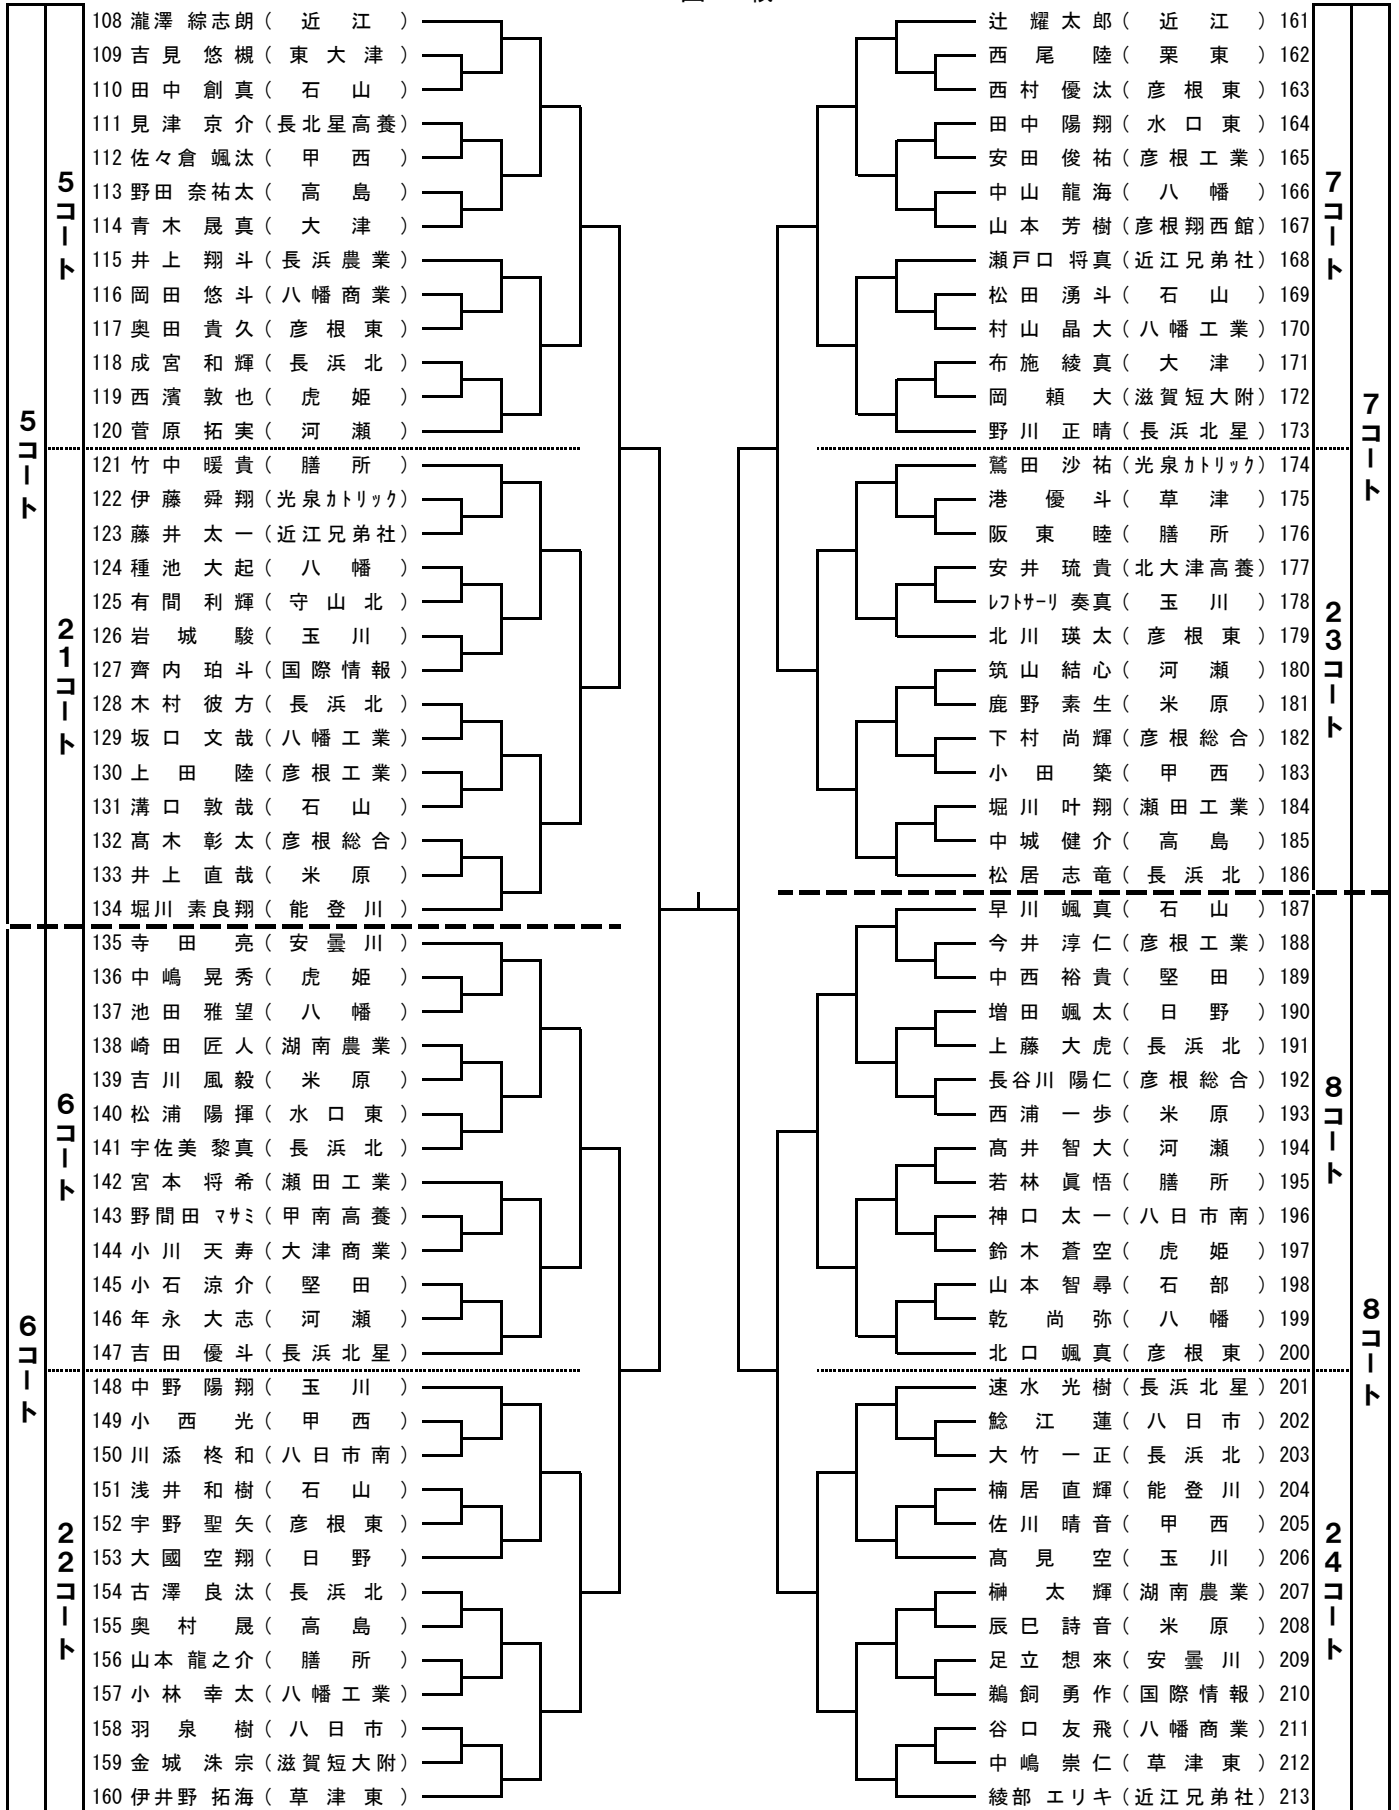 108 瀧澤 綜志朗 ( 近 江 )
109 吉見 悠槻 ( 東大津 )
110 田中 創真 ( 石 山 )
111 見津 京介 (長北星高養)
112 佐々倉 颯汰 ( 甲 西 )
113 野田 奈祐太 ( 高 島 )
114 青木 晟真 ( 大 津 )
115 井上 翔斗 ( 長浜農業 )
116 岡田 悠斗 ( 八幡商業 )
117 奥田 貴久 ( 彦根東 )
118 成宮 和輝 ( 長浜北 )
119 西濱 敦也 ( 虎 姫 )
120 菅原 拓実 ( 河 瀬 )
121 竹中 暖貴 ( 膳 所 )
122 伊藤 舜翔 (光泉カトリック)
123 藤井 太一 (近江兄弟社)
124 種池 大起 ( 八 幡 )
125 有間 利輝 ( 守山北 )
126 岩城 駿 ( 玉 川 )
127 齊内 珀斗 ( 国際情報 )
128 木村 彼方 ( 長浜北 )
129 坂口 文哉 ( 八幡工業 )
130 上田 陸 ( 彦根工業 )
131 溝口 敦哉 ( 石 山 )
132 髙木 彰太 ( 彦根総合 )
133 井上 直哉 ( 米 原 )
134 堀川 素良翔 ( 能登川 )
135 寺田 亮 ( 安曇川 )
136 中嶋 晃秀 ( 虎 姫 )
137 池田 雅望 ( 八 幡 )
138 崎田 匠人 ( 湖南農業 )
139 吉川 風毅 ( 米 原 )
140 松浦 陽揮 ( 水口東 )
141 宇佐美 黎真 ( 長浜北 )
142 宮本 将希 ( 瀬田工業 )
143 野間田 マサミ ( 甲南高養 )
144 小川 天寿 ( 大津商業 )
145 小石 涼介 ( 堅 田 )
146 年永 大志 ( 河 瀬 )
147 吉田 優斗 ( 長浜北星 )
148 中野 陽翔 ( 玉 川 )
149 小西 光 ( 甲 西 )
150 川添 柊和 ( 八日市南 )
151 浅井 和樹 ( 石 山 )
152 宇野 聖矢 ( 彦根東 )
153 大國 空翔 ( 日 野 )
154 古澤 良汰 ( 長浜北 )
155 奥村 晟 ( 高 島 )
156 山本 龍之介 ( 膳 所 )
157 小林 幸太 ( 八幡工業 )
158 羽泉 樹 ( 八日市 )
159 金城 洙宗 (滋賀短大附)
160 伊井野 拓海 ( 草津東 )
5コート
21コート
5コート
6コート
22コート
6コート
辻 耀太郎 ( 近 江 ) 161
西尾 陸 ( 栗 東 ) 162
西村 優汰 ( 彦根東 ) 163
田中 陽翔 ( 水口東 ) 164
安田 俊祐 ( 彦根工業 ) 165
中山 龍海 ( 八 幡 ) 166
山本 芳樹 (彦根翔西館) 167
瀬戸口 将真 (近江兄弟社) 168
松田 湧斗 ( 石 山 ) 169
村山 晶大 ( 八幡工業 ) 170
布施 綾真 ( 大 津 ) 171
岡 頼大 (滋賀短大附) 172
野川 正晴 ( 長浜北星 ) 173
鷲田 沙祐 (光泉カトリック) 174
港 優斗 ( 草 津 ) 175
阪東 睦 ( 膳 所 ) 176
安井 琉貴 (北大津高養) 177
レフトサーリ 奏真 ( 玉 川 ) 178
北川 瑛太 ( 彦根東 ) 179
筑山 結心 ( 河 瀬 ) 180
鹿野 素生 ( 米 原 ) 181
下村 尚輝 ( 彦根総合 ) 182
小田 築 ( 甲 西 ) 183
堀川 叶翔 ( 瀬田工業 ) 184
中城 健介 ( 高 島 ) 185
松居 志竜 ( 長浜北 ) 186
早川 颯真 ( 石 山 ) 187
今井 淳仁 ( 彦根工業 ) 188
中西 裕貴 ( 堅 田 ) 189
増田 颯太 ( 日 野 ) 190
上藤 大虎 ( 長浜北 ) 191
長谷川 陽仁 ( 彦根総合 ) 192
西浦 一歩 ( 米 原 ) 193
髙井 智大 ( 河 瀬 ) 194
若林 眞悟 ( 膳 所 ) 195
神口 太一 ( 八日市南 ) 196
鈴木 蒼空 ( 虎 姫 ) 197
山本 智尋 ( 石 部 ) 198
乾 尚弥 ( 八 幡 ) 199
北口 颯真 ( 彦根東 ) 200
速水 光樹 ( 長浜北星 ) 201
鯰江 蓮 ( 八日市 ) 202
大竹 一正 ( 長浜北 ) 203
楠居 直輝 ( 能登川 ) 204
佐川 晴音 ( 甲 西 ) 205
髙見 空 ( 玉 川 ) 206
榊 太輝 ( 湖南農業 ) 207
辰巳 詩音 ( 米 原 ) 208
足立 想來 ( 安曇川 ) 209
鵜飼 勇作 ( 国際情報 ) 210
谷口 友飛 ( 八幡商業 ) 211
中嶋 崇仁 ( 草津東 ) 212
綾部 エリキ (近江兄弟社) 213
7コート
23コート
7コート
8コート
24コート
8コート